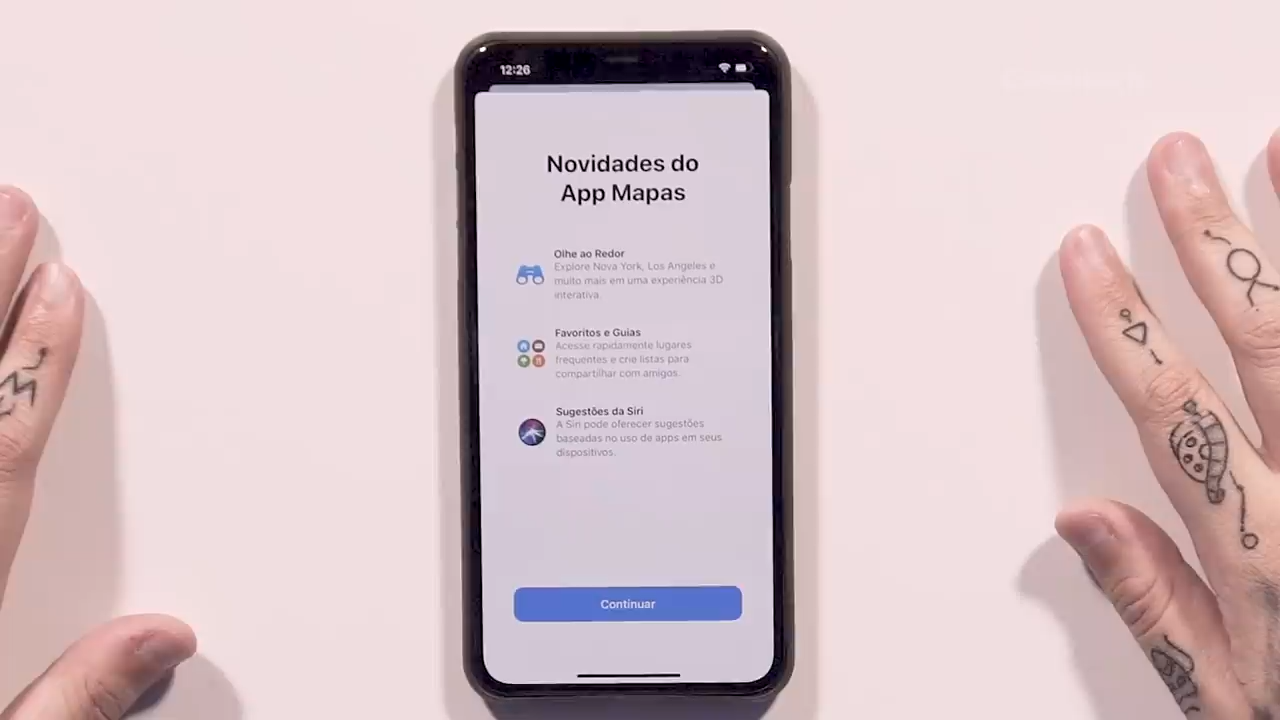 12:26
Novidades do
App Mapas
Olhe ao Redor
Explore Nova York, Los Angeles e
muito mais em uma experiência 3D
interativa.
Favoritos e Guias
Acesse rapidamente lugares
frequentes e crie listas para
compartilhar com amigos.
Sugestões da Siri
A Siri pode oferecer sugestões
baseadas no uso de apps em seus
dispositivos.
Continuar